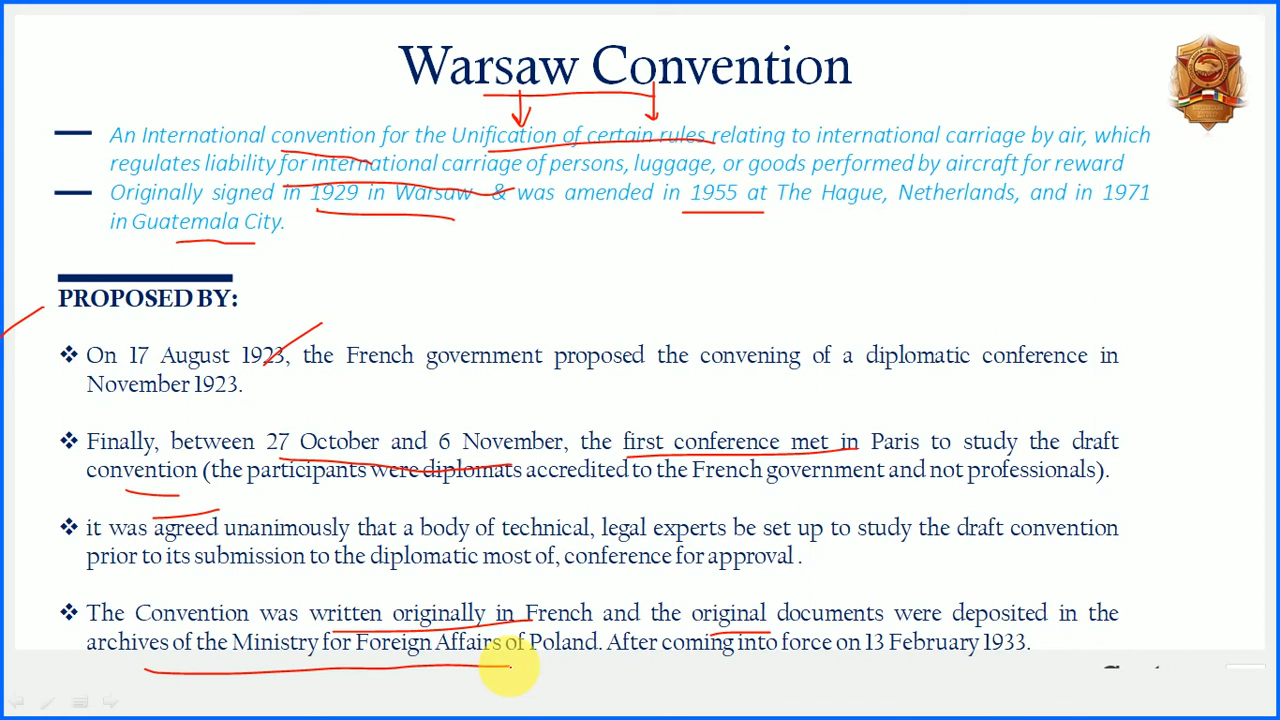 Warsaw Convention
An International convention for the Unification of certain rules relating to international carriage by air, which
regulates liability for international carriage of persons, luggage, or goods performed by aircraft for reward
Originally signed in 1929 in Warsaw & was amended in 1955 at The Hague, Netherlands, and in 1971
in Guatemala City.
PROPOSED BY:
❖ On 17 August 1923, the French government proposed the convening of a diplomatic conference in
November 1923.
❖ Finally, between 27 October and 6 November, the first conference met in Paris to study the draft
convention (the participants were diplomats accredited to the French government and not professionals).
❖ it was agreed unanimously that a body of technical, legal experts be set up to study the draft convention
prior to its submission to the diplomatic most of, conference for approval .
❖ The Convention was written originally in French and the original documents were deposited in the
archives of the Ministry for Foreign Affairs of Poland. After coming into force on 13 February 1933.